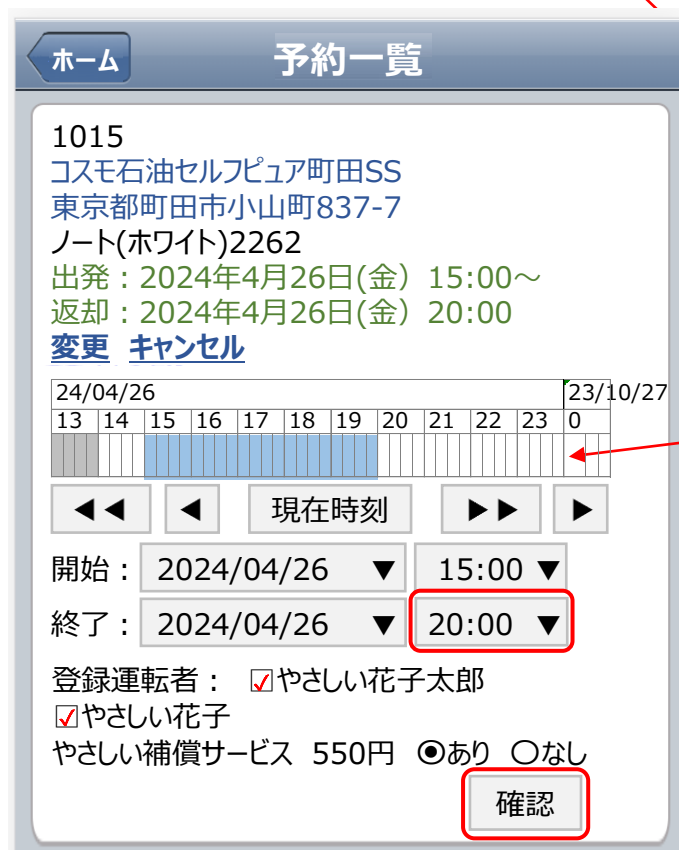 ホーム
予約一覧
1015
コスモ石油セルフピュア町田SS
東京都町田市小山町837-7
ノート(ホワイト)2262
出発：2024年4月26日(金) 15:00～
返却：2024年4月26日(金) 20:00
変更 キャンセル
24/04/26 23/10/27
13 14 15 16 17 18 19 20 21 22 23 0
◀◀ ◀ 現在時刻 ▶▶ ▶
開始： 2024/04/26 ▼ 15:00 ▼
終了： 2024/04/26 ▼ 20:00 ▼
登録運転者： ☑やさしい花子太郎
☑やさしい花子
やさしい補償サービス 550円 ◉あり ○なし
確認